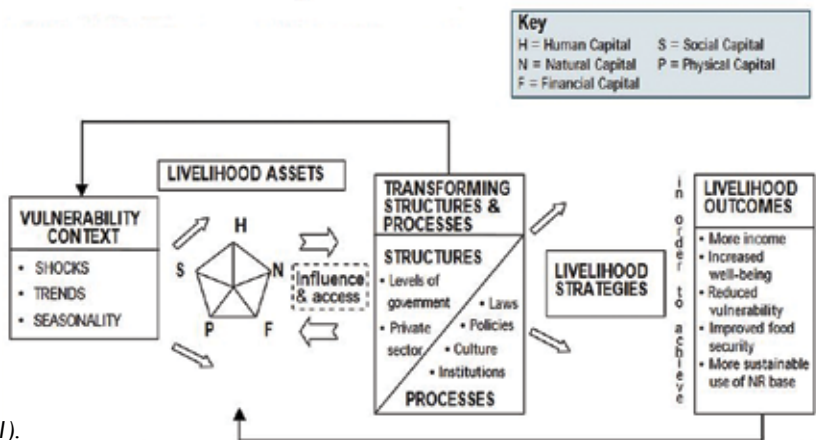 Key
H = Human Capital S = Social Capital
N = Natural Capital P = Physical Capital
F = Financial Capital
LIVELIHOOD ASSETS
VULNERABILITY
CONTEXT
• SHOCKS
• TRENDS
• SEASONALITY
H
S
N
P
F
Influence
& access
TRANSFORMING
STRUCTURES &
PROCESSES
STRUCTURES
• Levels of
government
• Private
sector
• Laws
• Policies
• Culture
• Institutions
PROCESSES
LIVELIHOOD
STRATEGIES
in order to achieve
LIVELIHOOD
OUTCOMES
• More income
• Increased
well-being
• Reduced
vulnerability
• Improved food
security
• More sustainable
use of NR base